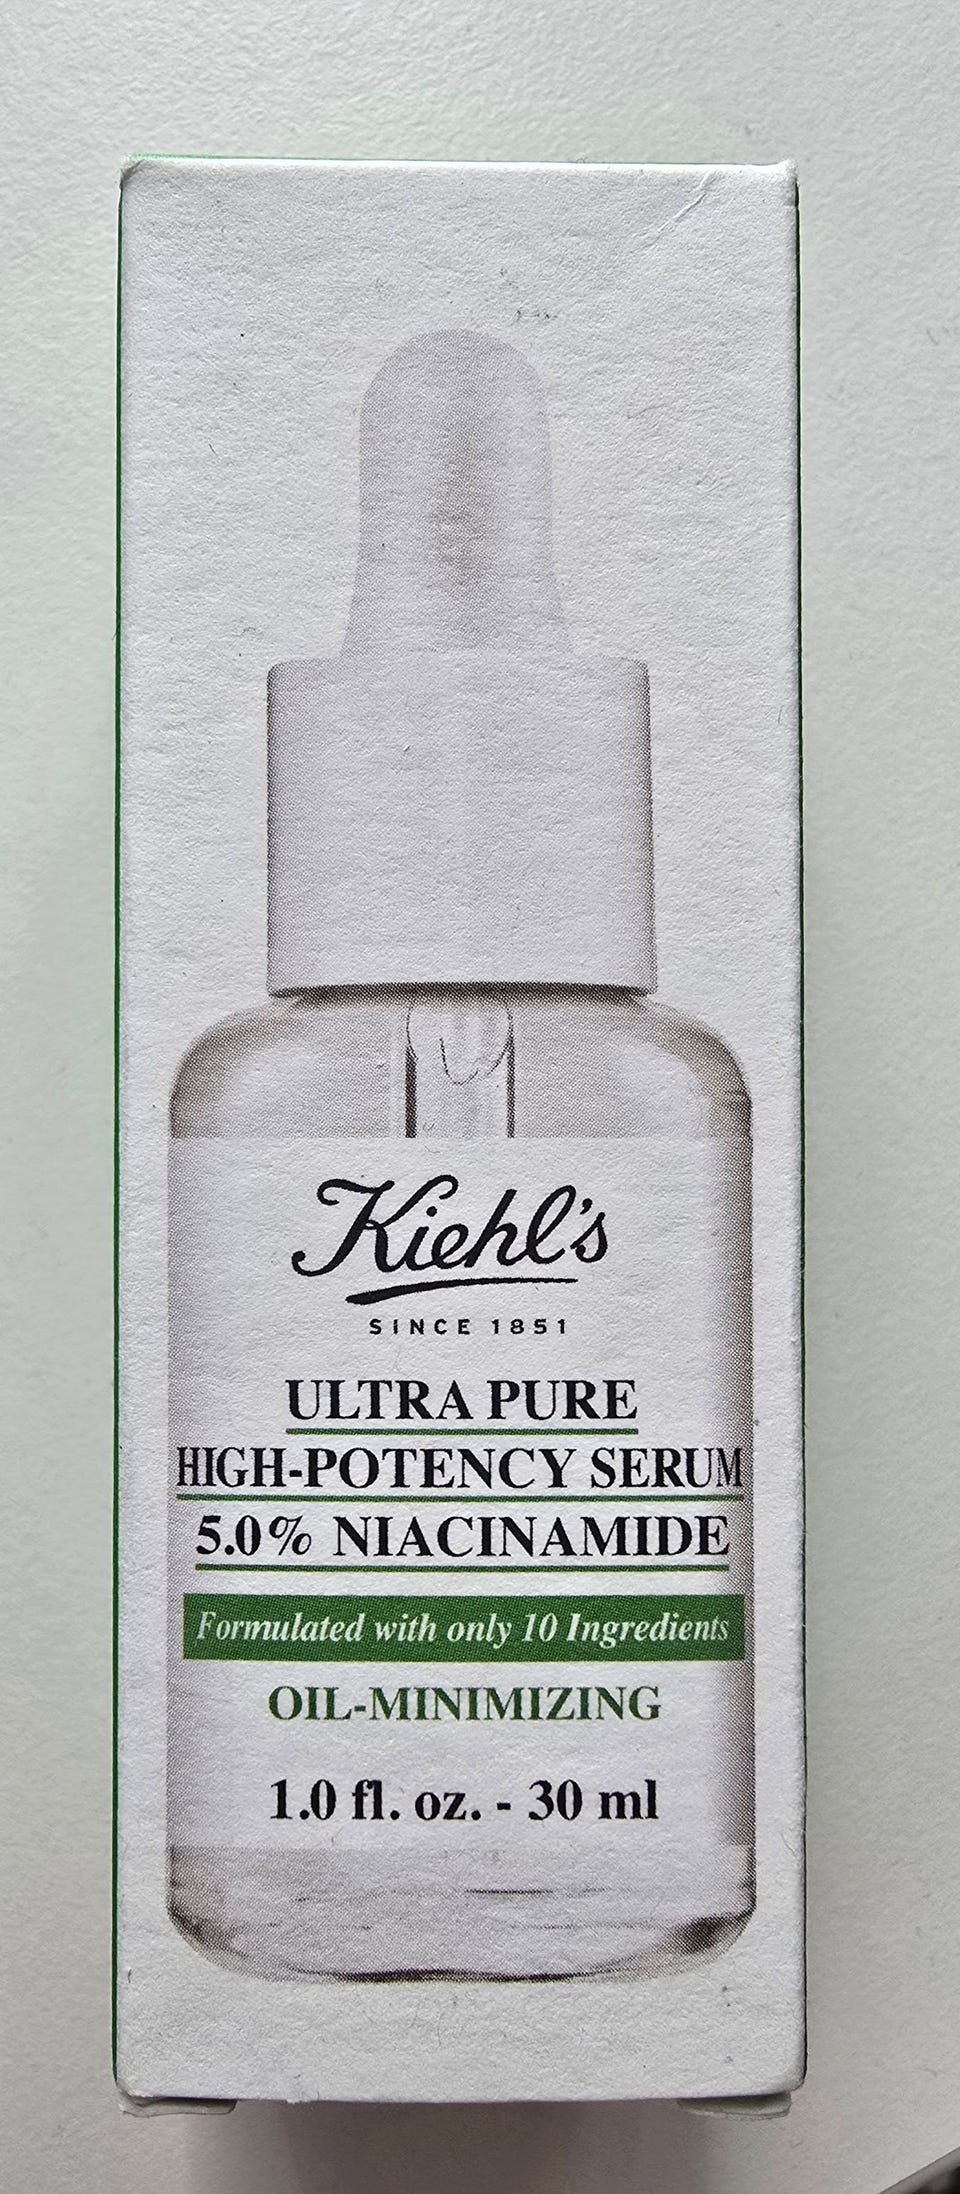 Kiehl's
SINCE 1851
ULTRA PURE
HIGH-POTENCY SERUM
5.0% NIACINAMIDE
Formulated with only 10 Ingredients
OIL-MINIMIZING
1.0 fl. oz. - 30 ml